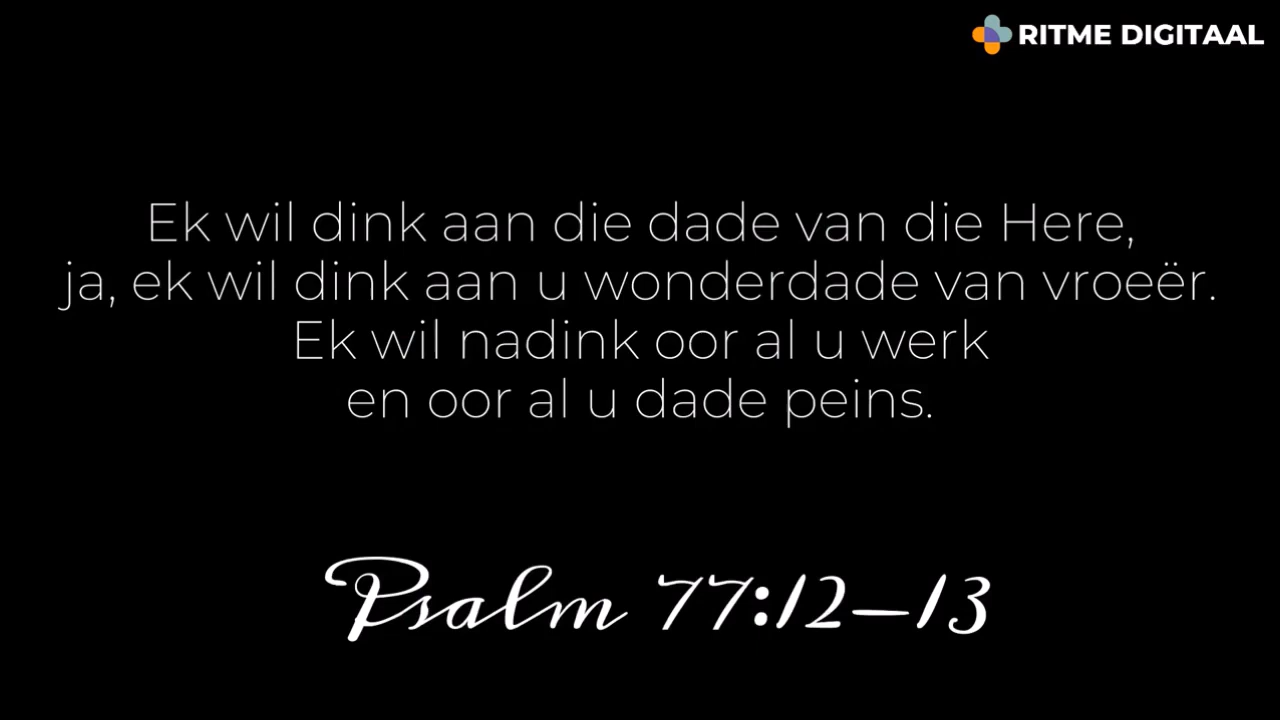 RITME DIGITAAL
Ek wil dink aan die dade van die Here,
ja, ek wil dink aan u wonderdade van vroeër.
Ek wil nadink oor al u werk
en oor al u dade peins.
Psalm 77:12–13